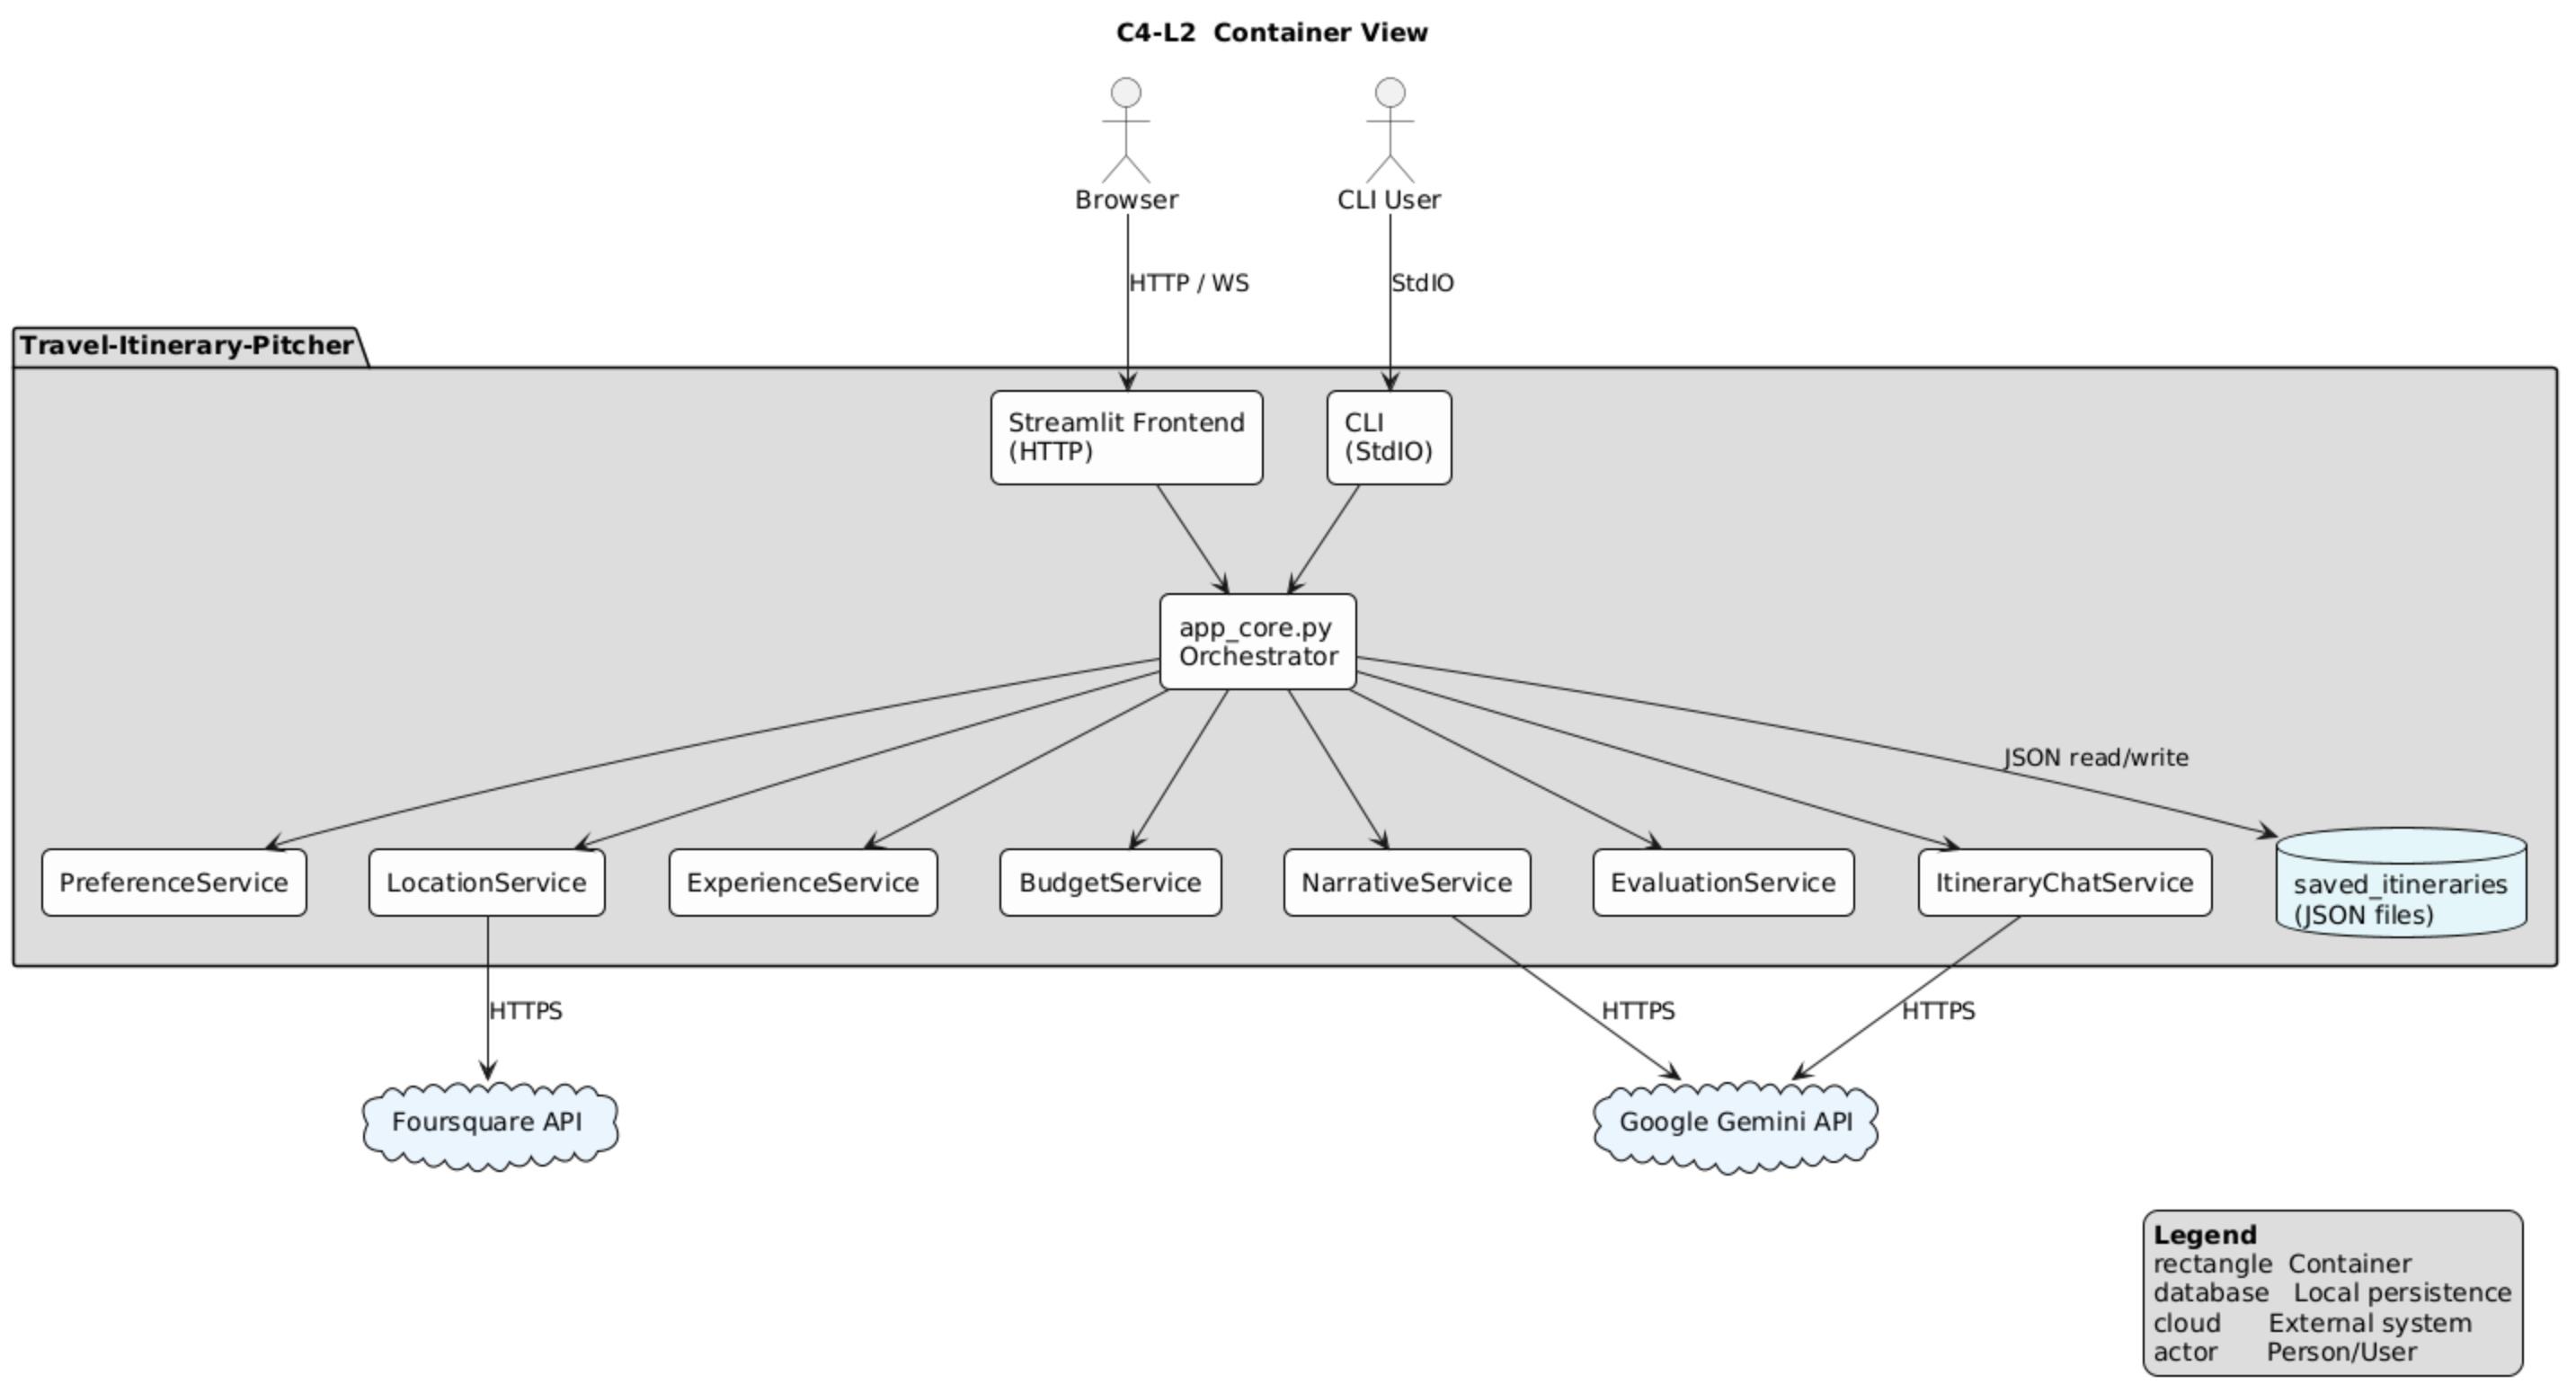 C4-L2  Container View
Browser
CLI User
HTTP / WS
StdIO
Travel-Itinerary-Pitcher
Streamlit Frontend
(HTTP)
CLI
(StdIO)
app_core.py
Orchestrator
JSON read/write
PreferenceService
LocationService
ExperienceService
BudgetService
NarrativeService
EvaluationService
ItineraryChatService
saved_itineraries
(JSON files)
HTTPS
HTTPS
HTTPS
Foursquare API
Google Gemini API
Legend
rectangle  Container
database   Local persistence
cloud      External system
actor      Person/User